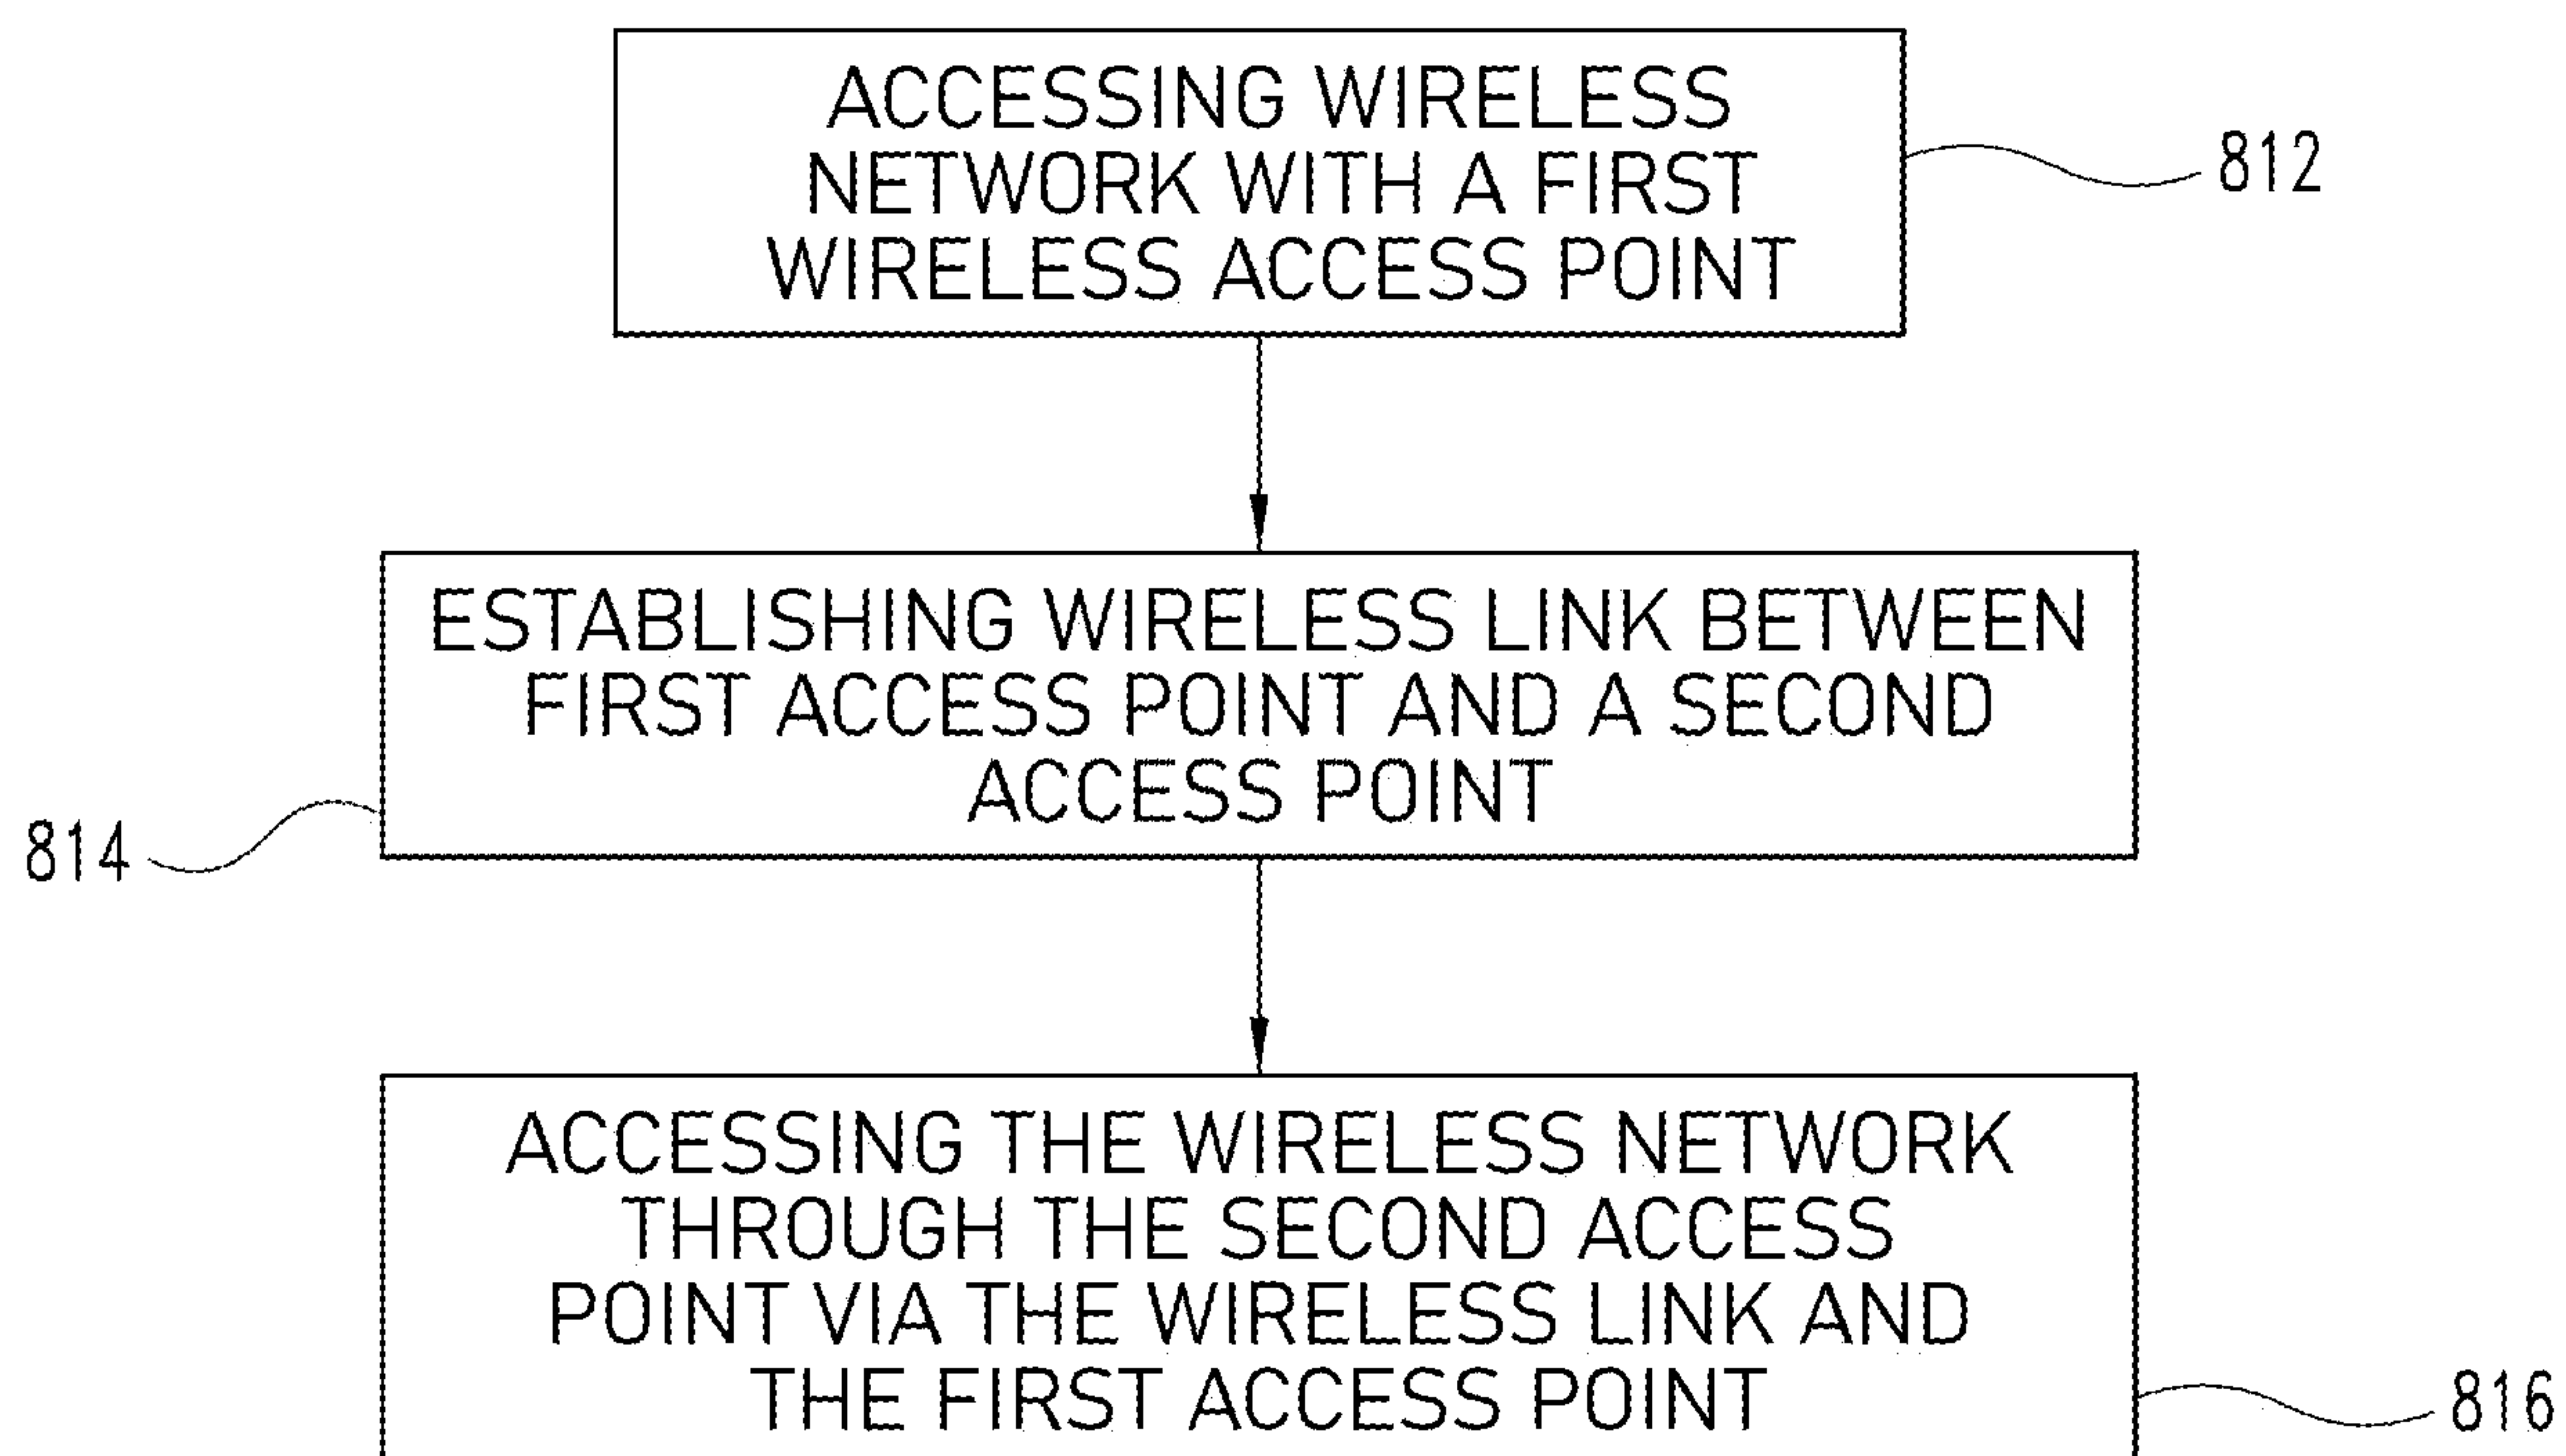 ACCESSING WIRELESS
NETWORK WITH A FIRST
WIRELESS ACCESS POINT
812
ESTABLISHING WIRELESS LINK BETWEEN
FIRST ACCESS POINT AND A SECOND
ACCESS POINT
814
ACCESSING THE WIRELESS NETWORK
THROUGH THE SECOND ACCESS
POINT VIA THE WIRELESS LINK AND
THE FIRST ACCESS POINT
816